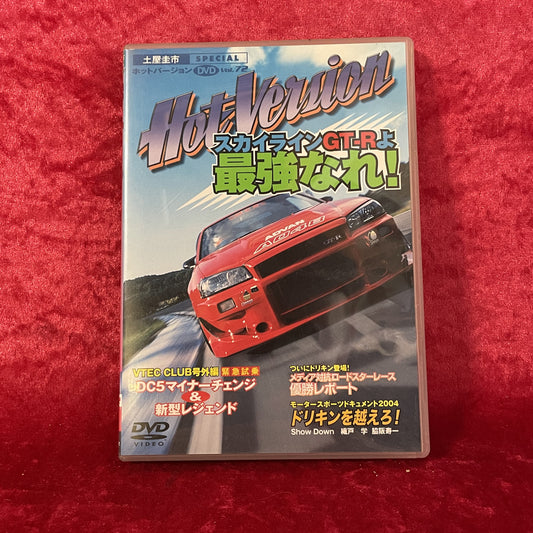 土屋圭市 SPECIAL
ホットバージョン DVD Vol.72
Hot Version
スカイラインGT-Rよ
最強なれ!
ADVAN
VTEC CLUB号外編 緊急試乗
DC5マイナーチェンジ
&
新型レジェンド
ついにドリキン登場!
メディア対抗ロードスターレース
優勝レポート
モータースポーツドキュメント2004
ドリキンを越えろ!
Show Down 織戸 学 脇阪寿一
DVD
VIDEO